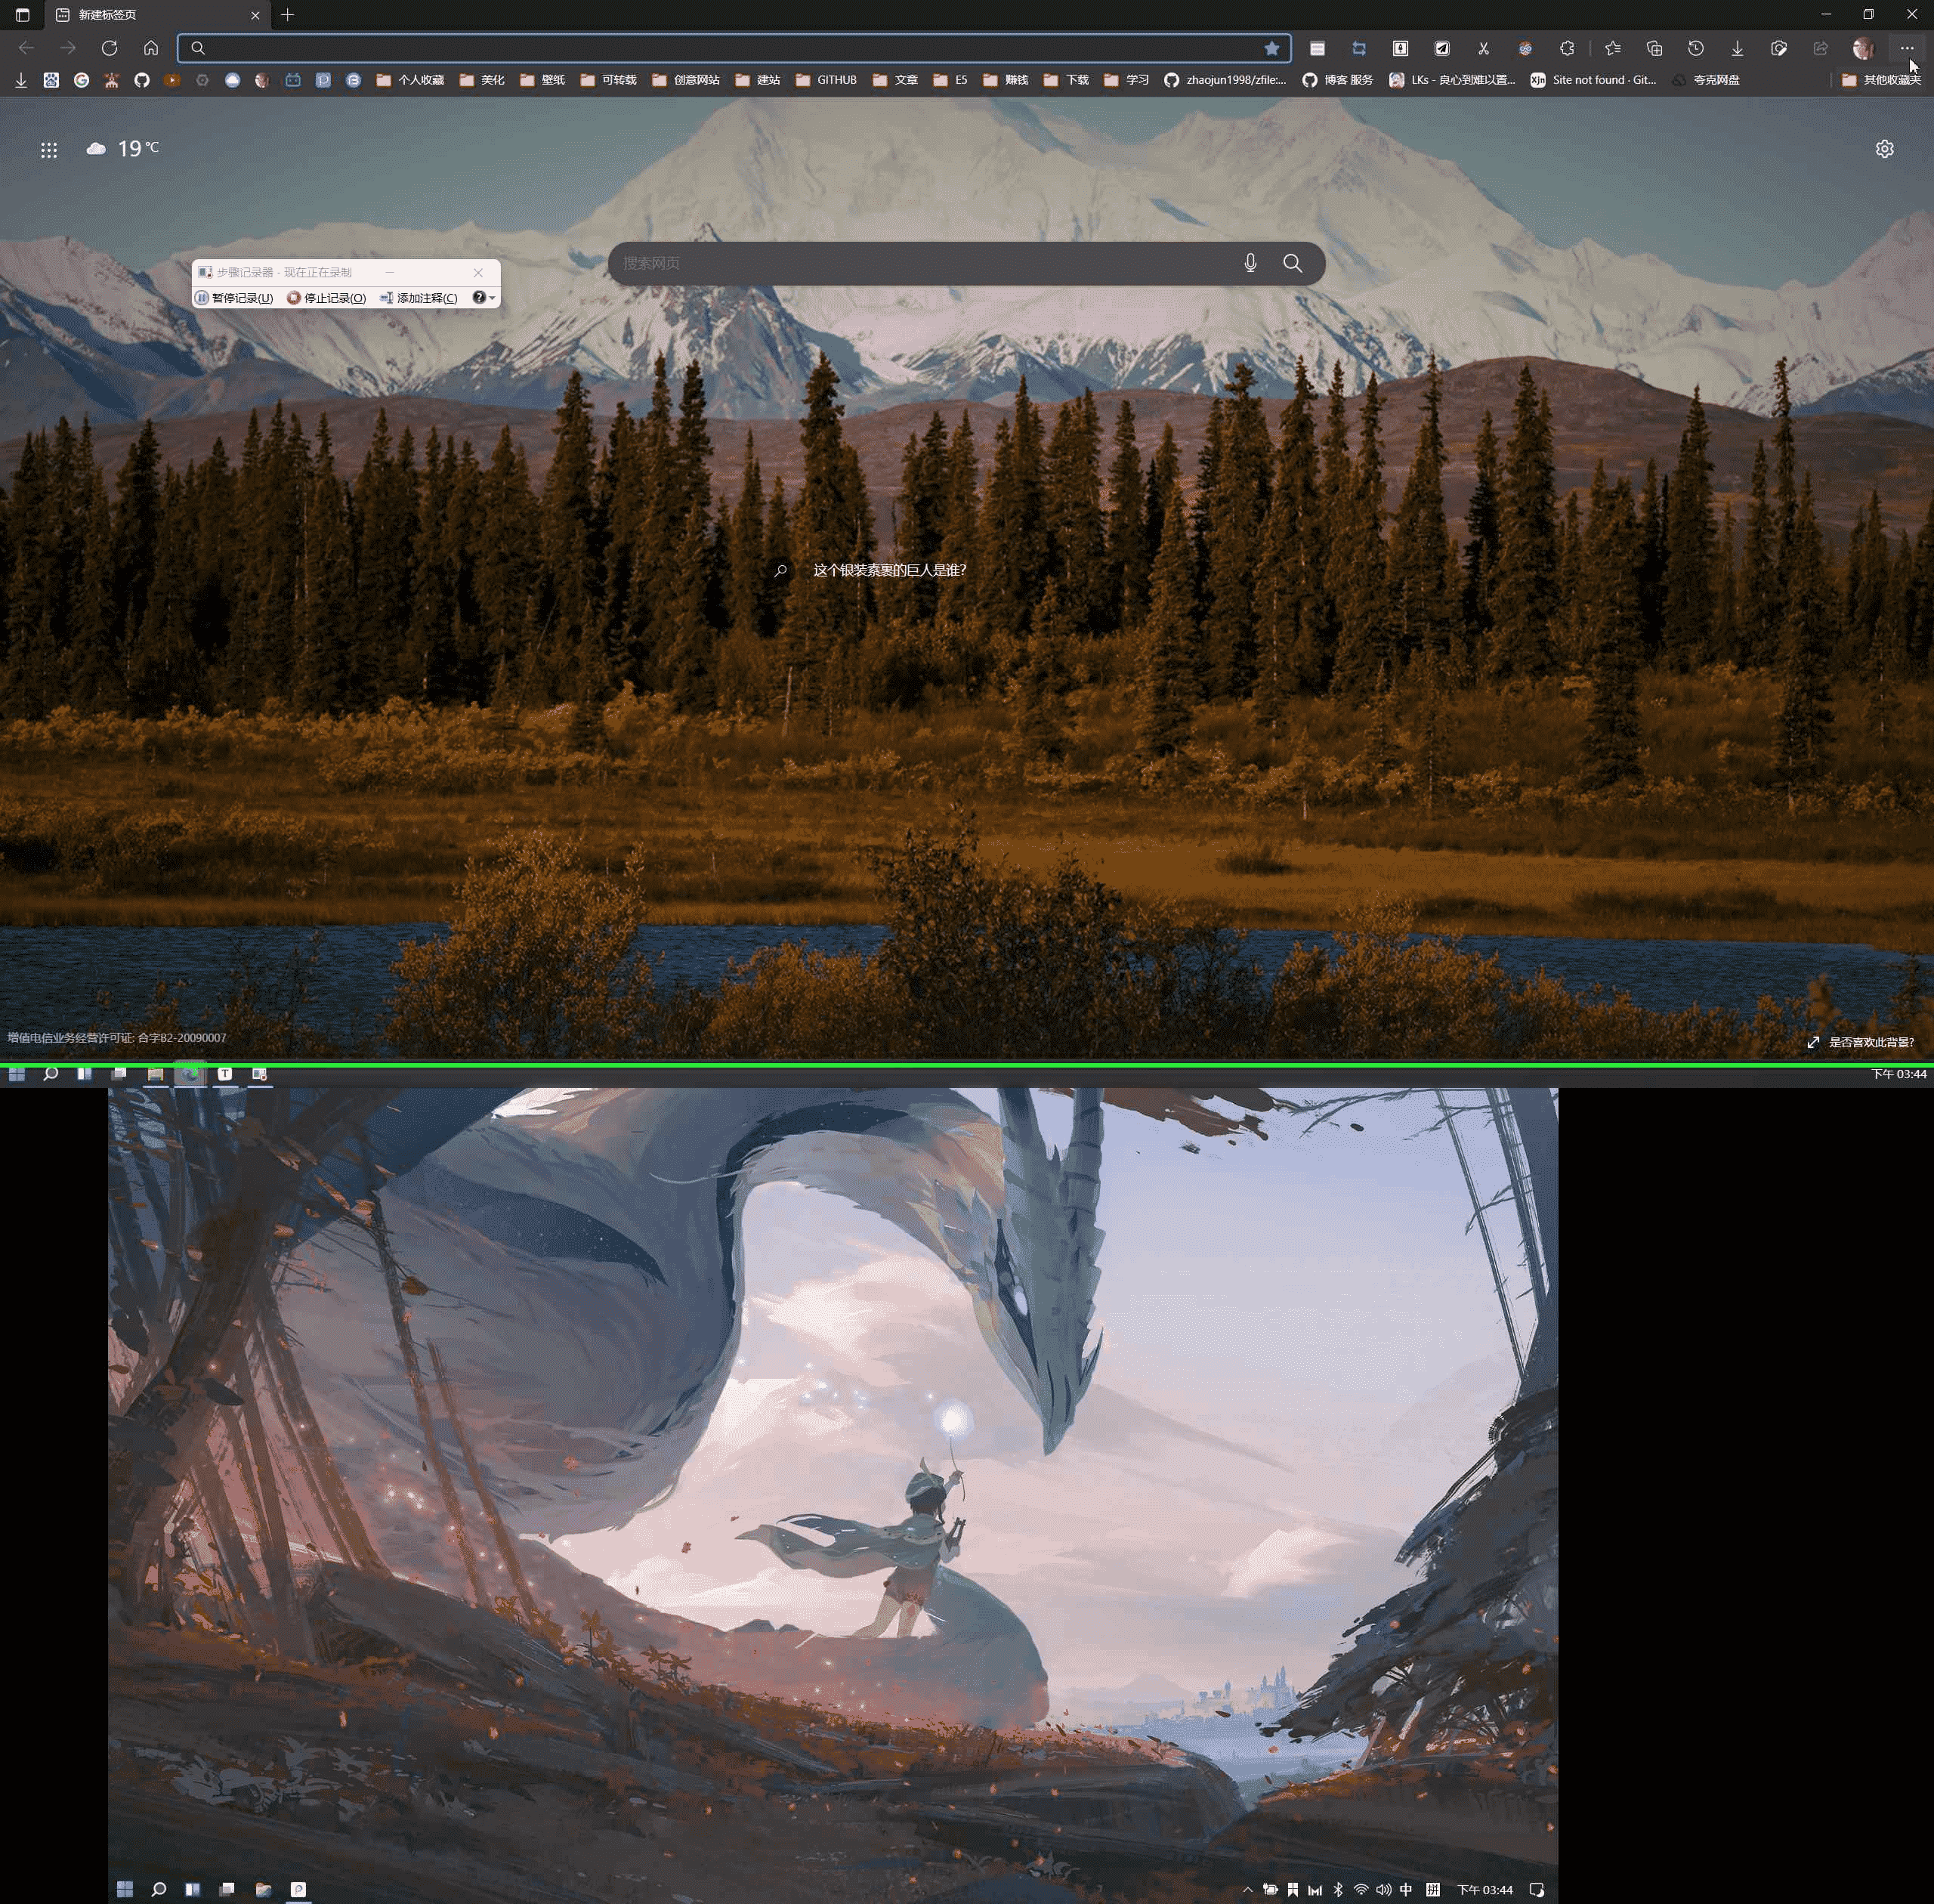 新建标签页
个人收藏 美化 壁纸 可转载 创意网站 建站 GITHUB 文章 E5 赚钱 下载 学习 zhaojun1998/zfile:... 博客 服务 LKs - 良心到难以置... Site not found · Git... 夸克网盘 其他收藏夹
19 °C
搜索网页
步骤记录器 - 现在正在录制
暂停记录(U) 停止记录(O) 添加注释(C)
这个银装素裹的巨人是谁?
增值电信业务经营许可证: 合字B2-20090007
是否喜欢此背景?
下午 03:44
中 拼 下午 03:44